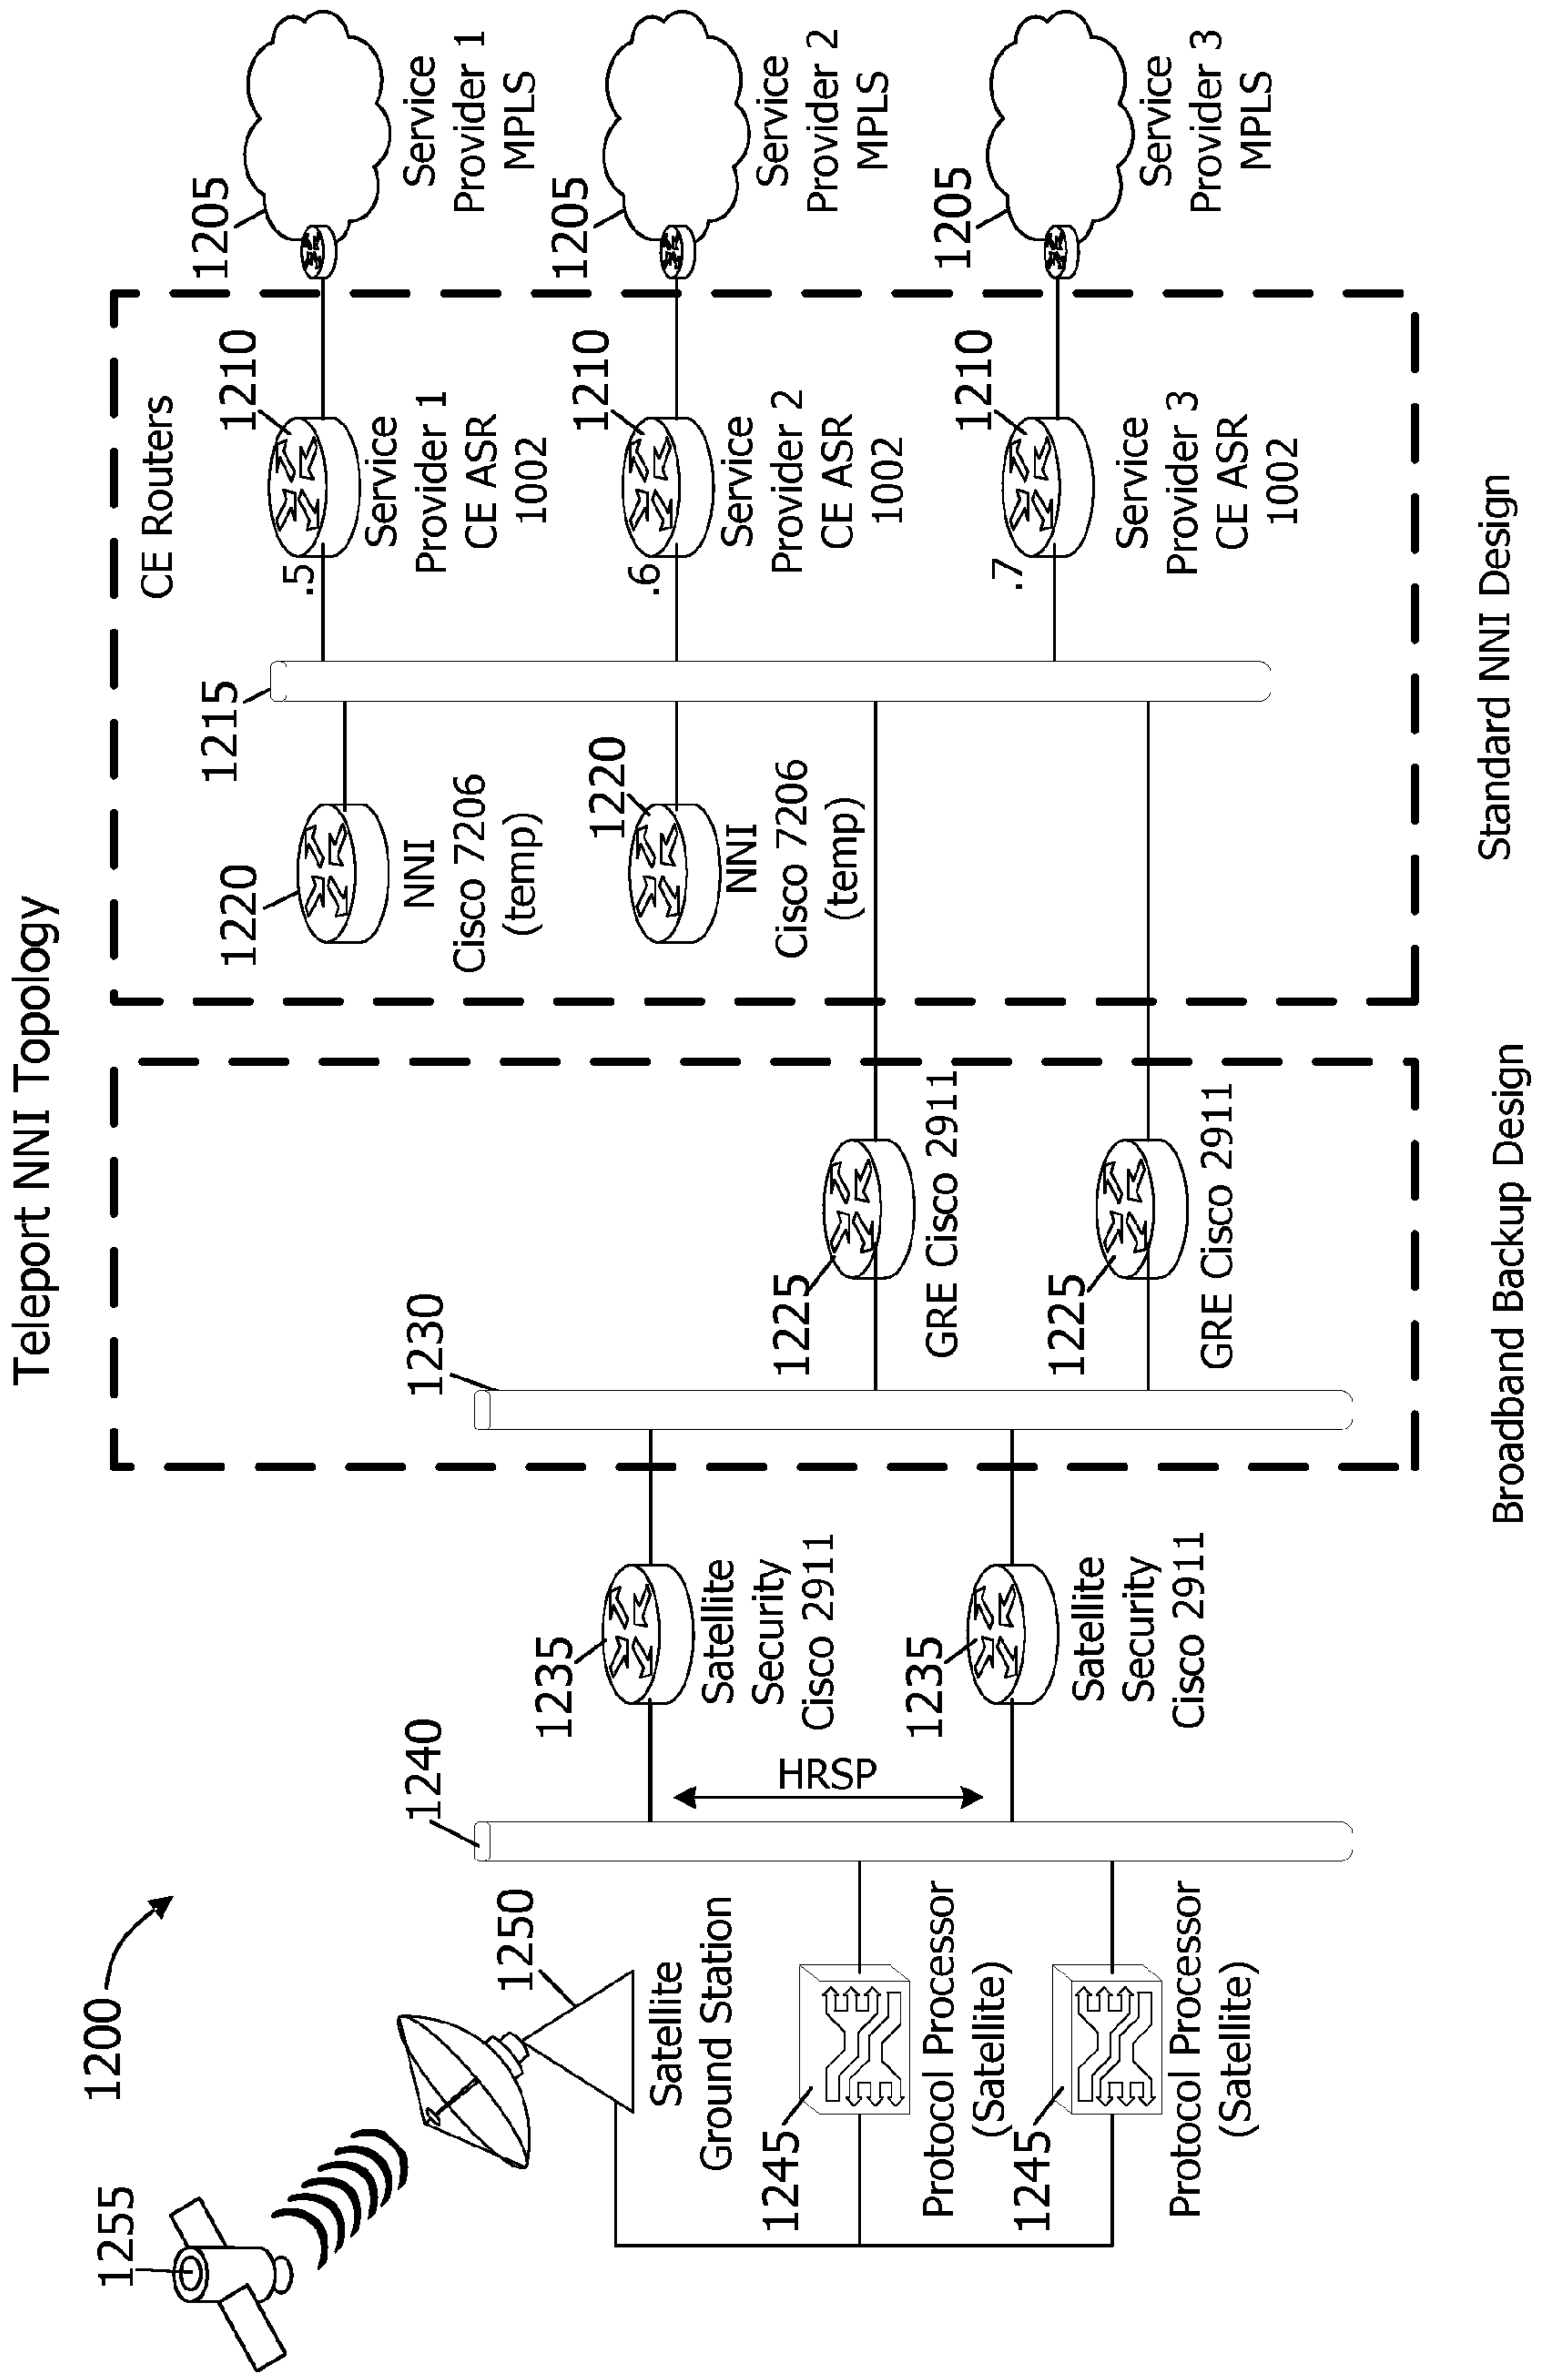 Teleport NNI Topology
1200
1255
1250
Satellite
Ground Station
1245
Protocol Processor
(Satellite)
1245
Protocol Processor
(Satellite)
1240
HRSP
1235
Satellite
Security
Cisco 2911
1235
Satellite
Security
Cisco 2911
1230
1225
GRE Cisco 2911
1225
GRE Cisco 2911
Broadband Backup Design
1220
NNI
Cisco 7206
(temp)
1220
NNI
Cisco 7206
(temp)
1215
CE Routers
1210
.5
Service
Provider 1
CE ASR
1002
1210
.6
Service
Provider 2
CE ASR
1002
1210
.7
Service
Provider 3
CE ASR
1002
Standard NNI Design
1205
Service
Provider 1
MPLS
1205
Service
Provider 2
MPLS
1205
Service
Provider 3
MPLS